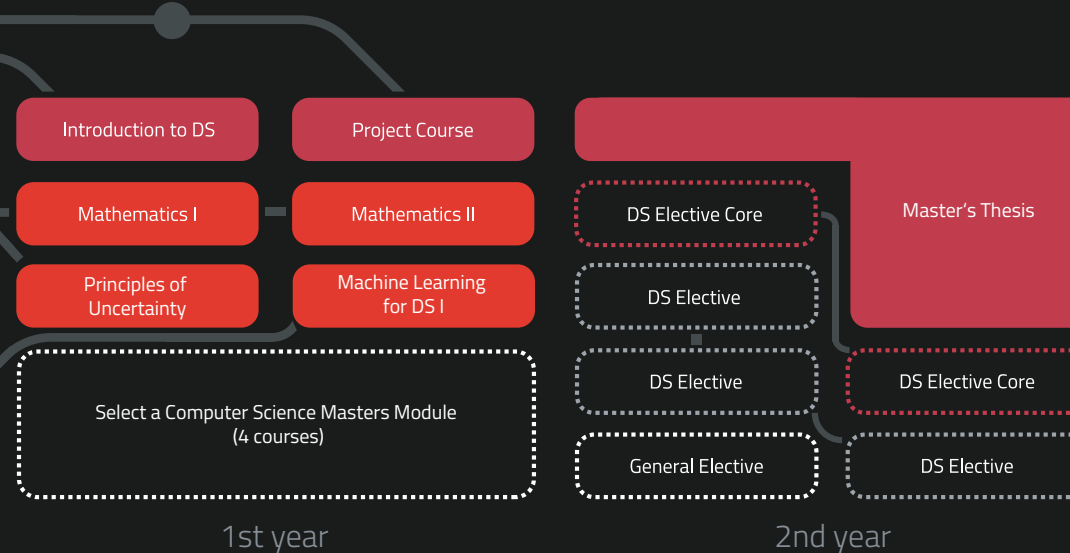 Introduction to DS
Project Course
Mathematics I
Mathematics II
DS Elective Core
Master's Thesis
Principles of
Uncertainty
Machine Learning
for DS I
DS Elective
DS Elective
DS Elective Core
Select a Computer Science Masters Module
(4 courses)
General Elective
DS Elective
1st year
2nd year